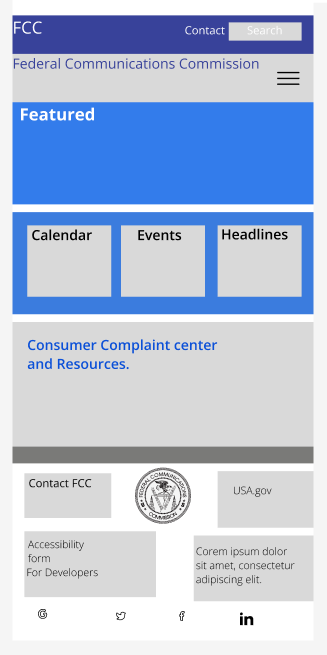 FCC
Contact
Search
Federal Communications Commission
Featured
Calendar
Events
Headlines
Consumer Complaint center
and Resources.
Contact FCC
FEDERAL COMMUNICATIONS
COMMISSION
USA.gov
Accessibility
form
For Developers
Corem ipsum dolor
sit amet, consectetur
adipiscing elit.
G
f
in